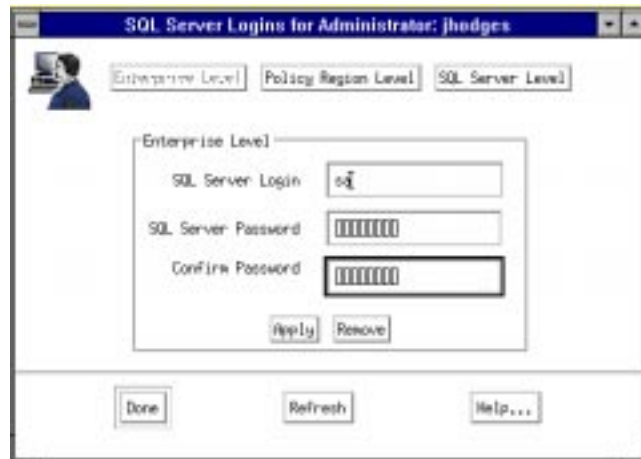 SQL Server Logins for Administrator: jhodges
Enterprise Level Policy Region Level SQL Server Level
Enterprise Level
SQL Server Login sa
SQL Server Password
Confirm Password
Apply Remove
Done Refresh Help...